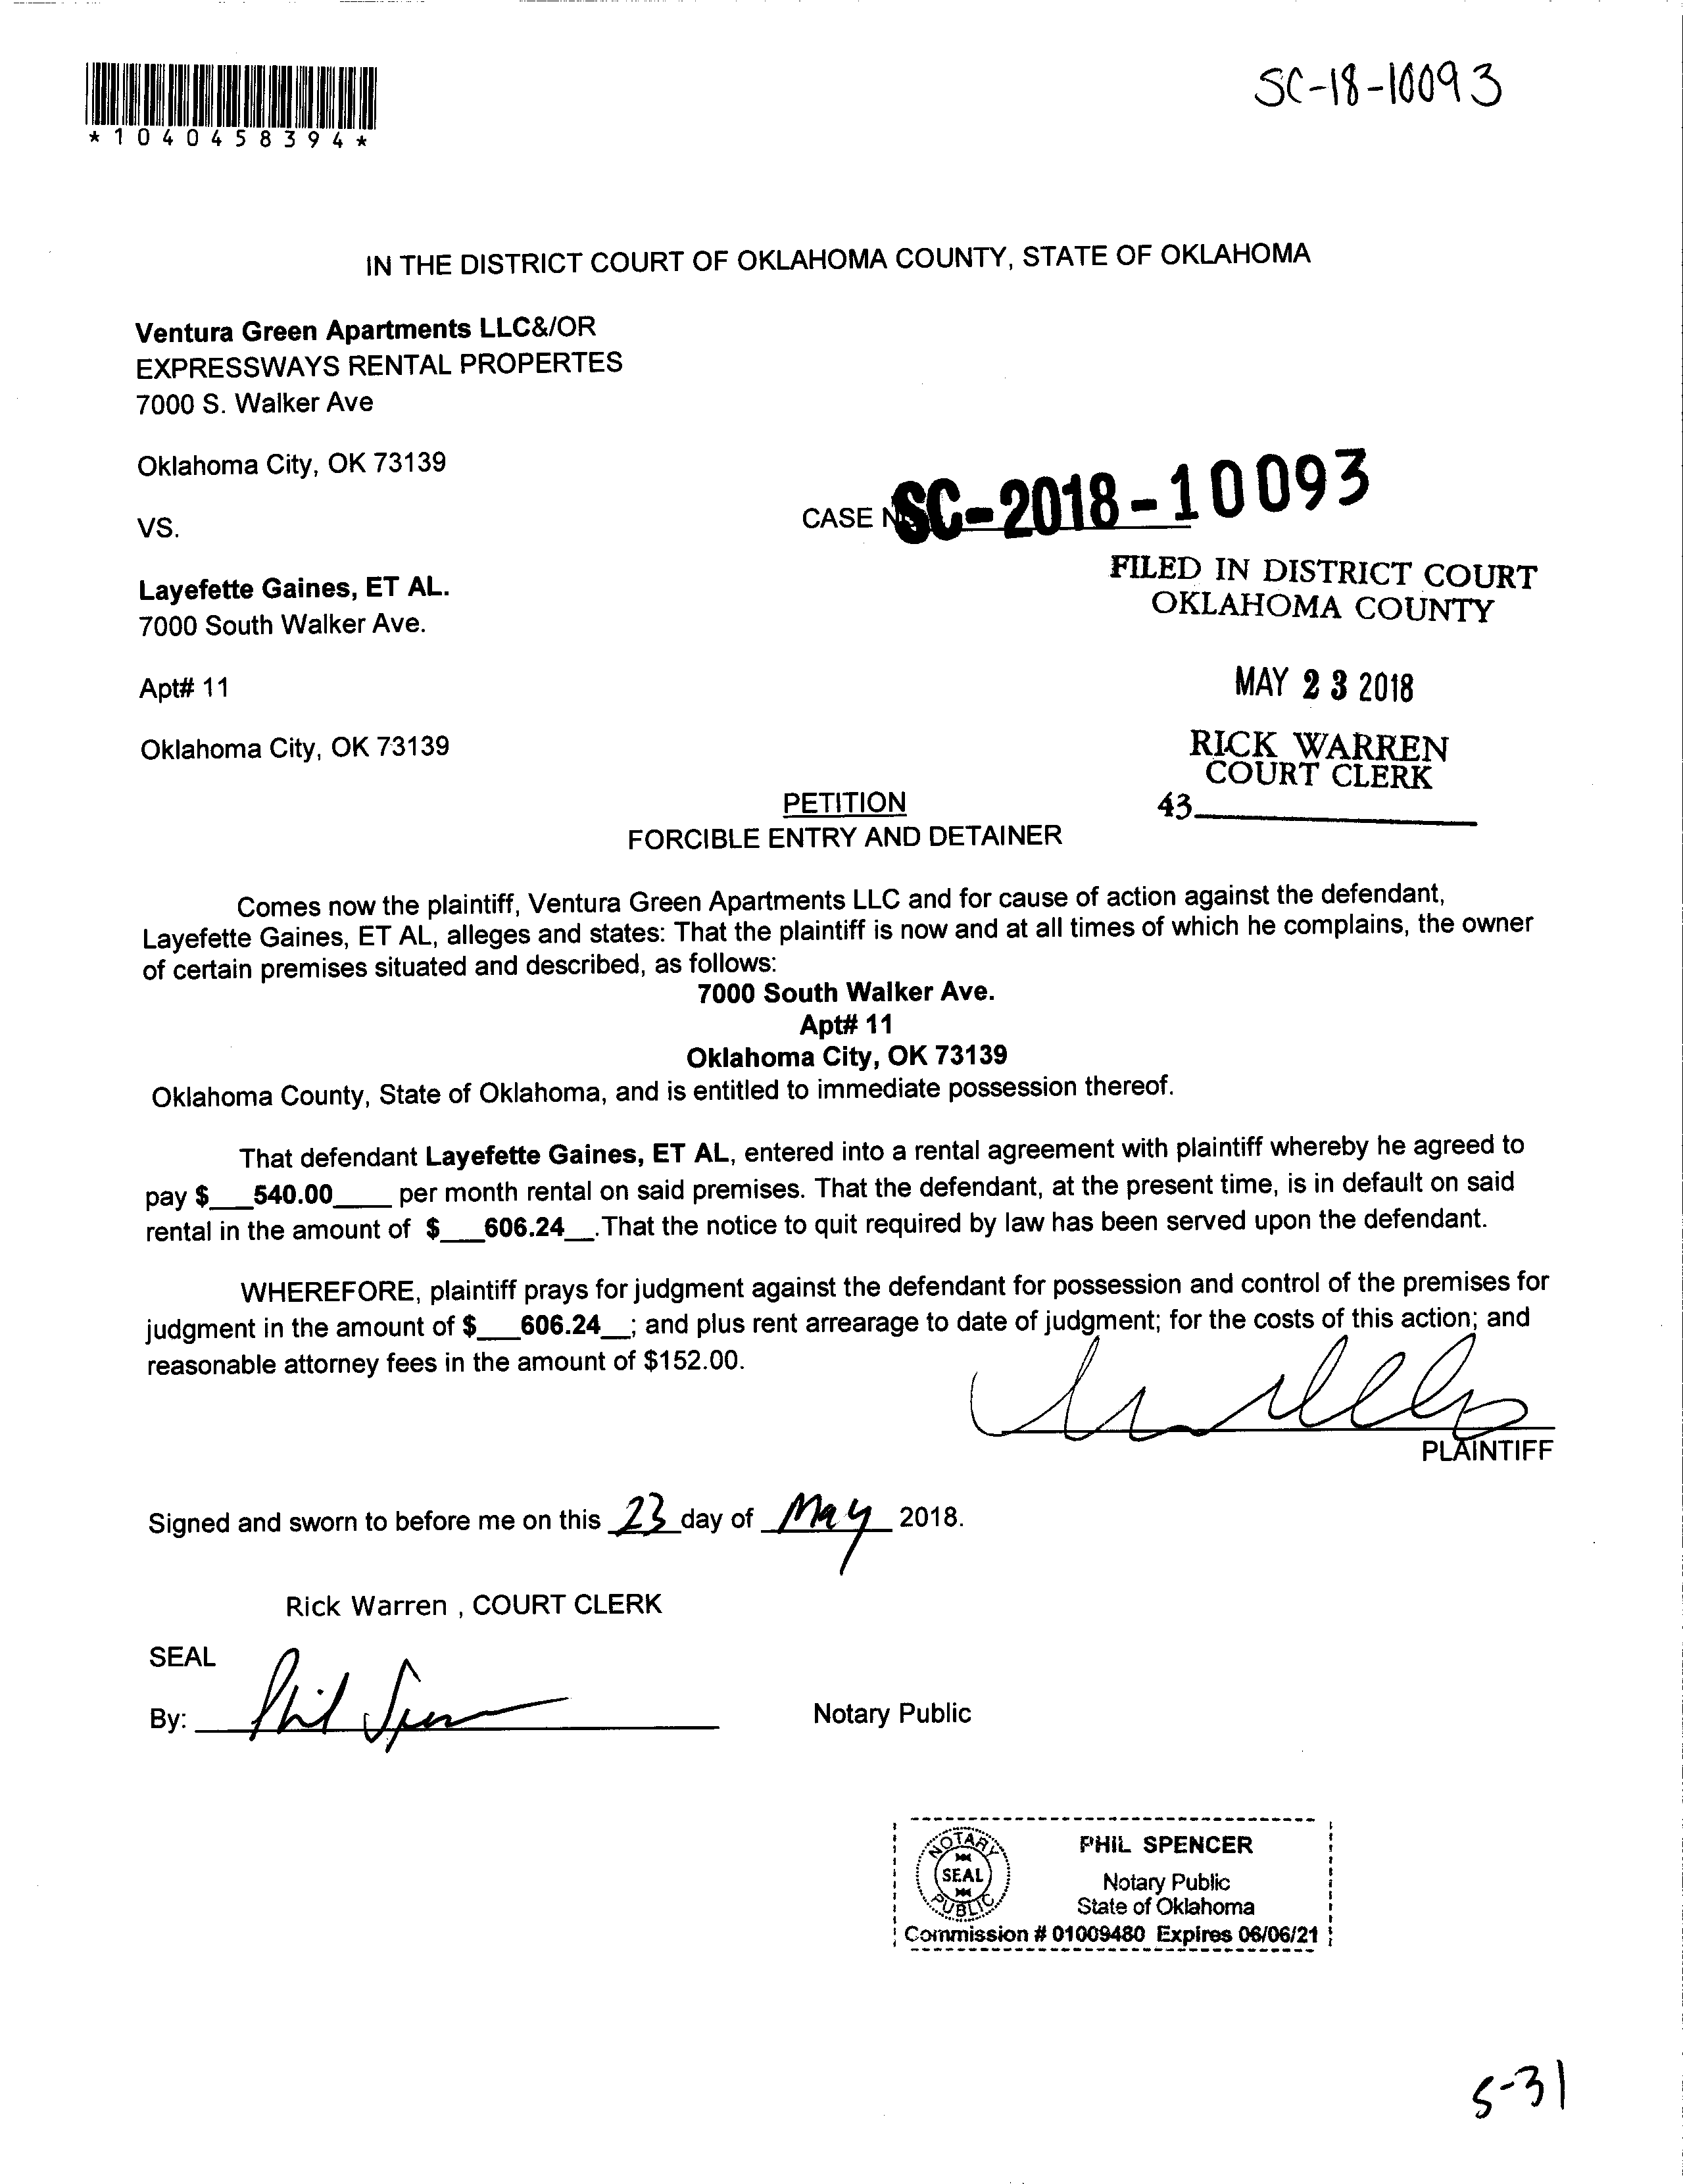 SC-18-10093
*1040458394*
IN THE DISTRICT COURT OF OKLAHOMA COUNTY, STATE OF OKLAHOMA
Ventura Green Apartments LLC&/OR
EXPRESSWAYS RENTAL PROPERTES
7000 S. Walker Ave
Oklahoma City, OK 73139
CASE SC-2018-10093
VS.
FILED IN DISTRICT COURT
OKLAHOMA COUNTY
Layefette Gaines, ET AL.
7000 South Walker Ave.
MAY 23 2018
Apt# 11
RICK WARREN
COURT CLERK
Oklahoma City, OK 73139
43
PETITION
FORCIBLE ENTRY AND DETAINER
Comes now the plaintiff, Ventura Green Apartments LLC and for cause of action against the defendant,
Layefette Gaines, ET AL, alleges and states: That the plaintiff is now and at all times of which he complains, the owner
of certain premises situated and described, as follows:
7000 South Walker Ave.
Apt# 11
Oklahoma City, OK 73139
Oklahoma County, State of Oklahoma, and is entitled to immediate possession thereof.
That defendant Layefette Gaines, ET AL, entered into a rental agreement with plaintiff whereby he agreed to
pay $___540.00____ per month rental on said premises. That the defendant, at the present time, is in default on said
rental in the amount of $___606.24__.That the notice to quit required by law has been served upon the defendant.
WHEREFORE, plaintiff prays for judgment against the defendant for possession and control of the premises for
judgment in the amount of $___606.24__; and plus rent arrearage to date of judgment; for the costs of this action; and
reasonable attorney fees in the amount of $152.00.
PLAINTIFF
Signed and sworn to before me on this 23 day of May 2018.
Rick Warren , COURT CLERK
SEAL
By: Phil Spencer
Notary Public
NOTARY
SEAL
PUBLIC
PHIL SPENCER
Notary Public
State of Oklahoma
Commission # 01009480 Expires 06/06/21
5-31